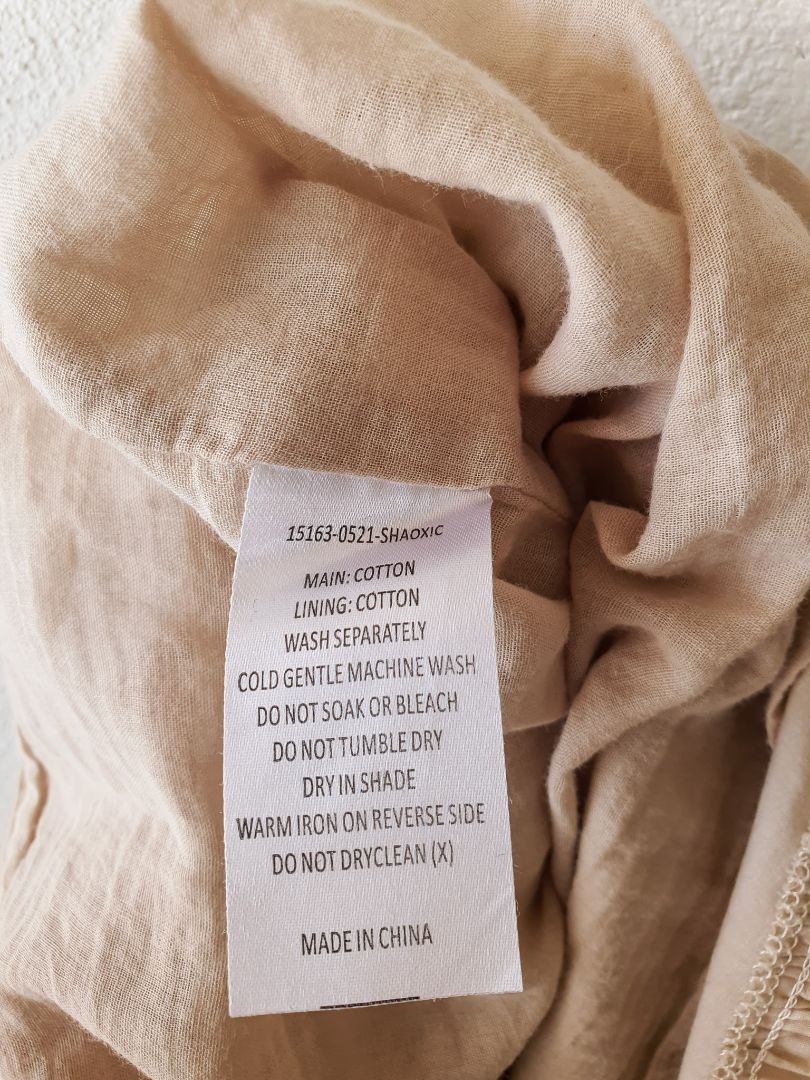 15163-0521-SHAOXIC
MAIN: COTTON
LINING: COTTON
WASH SEPARATELY
COLD GENTLE MACHINE WASH
DO NOT SOAK OR BLEACH
DO NOT TUMBLE DRY
DRY IN SHADE
WARM IRON ON REVERSE SIDE
DO NOT DRYCLEAN (X)
MADE IN CHINA